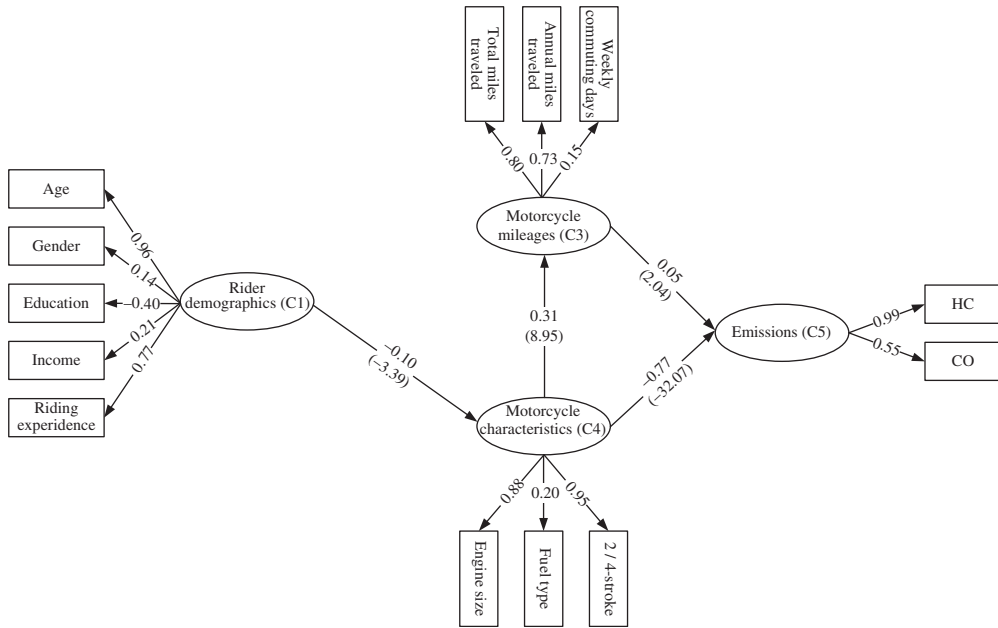 Total miles
traveled
Annual miles
traveled
Weekly
commuting days
0.80
0.73
0.15
Age
Gender
Education
Income
Riding
experidence
0.96
0.14
–0.40
0.21
0.77
Rider
demographics (C1)
–0.10
(–3.39)
Motorcycle
mileages (C3)
0.31
(8.95)
0.05
(2.04)
–0.77
(–32.07)
Motorcycle
characteristics (C4)
Emissions (C5)
0.99
0.55
HC
CO
0.88
0.20
0.95
Engine size
Fuel type
2 / 4-stroke